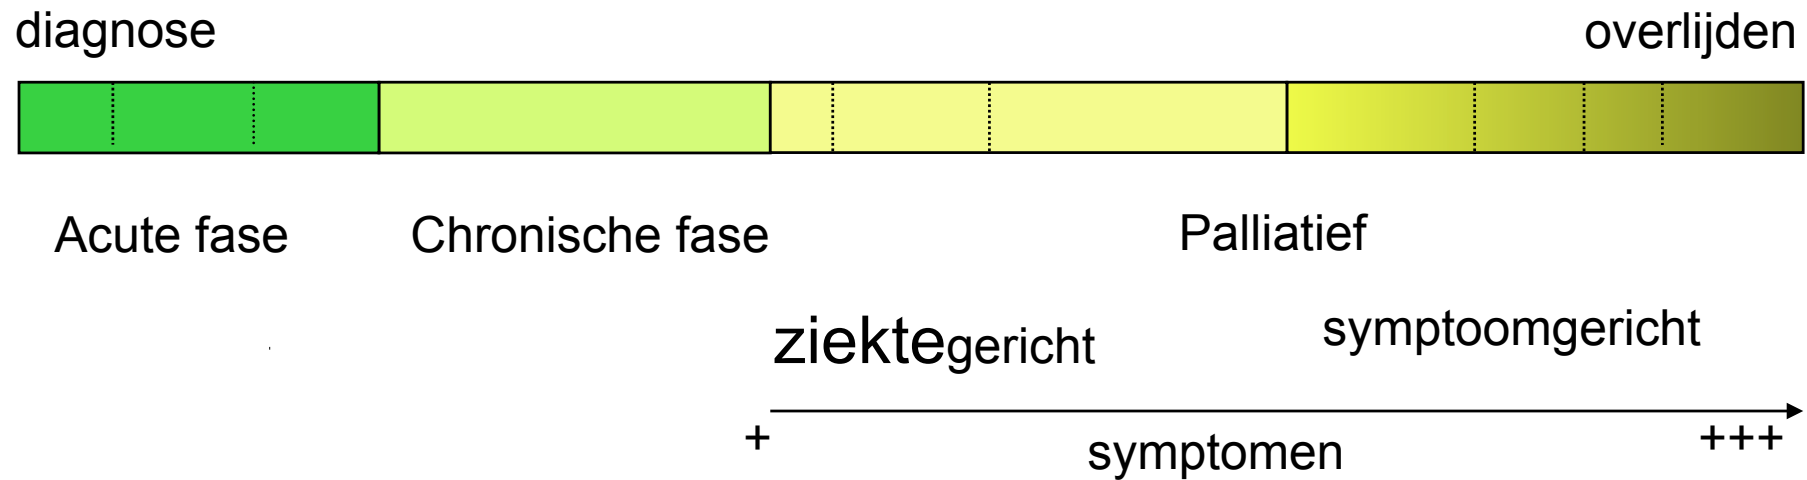 diagnose overlijden
Acute fase Chronische fase Palliatief
ziektegericht symptoomgericht
+ symptomen +++